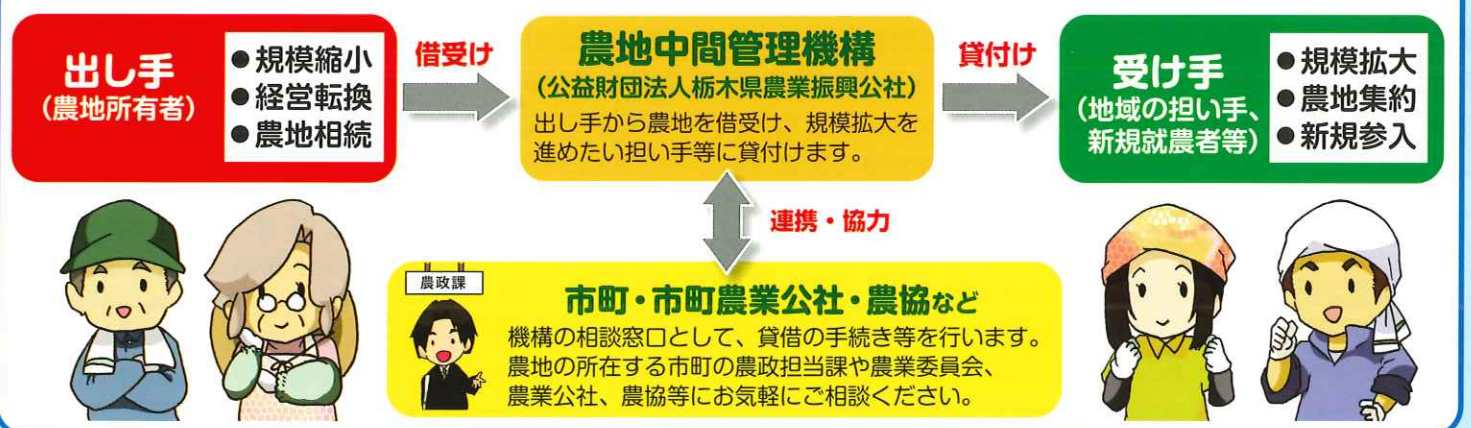 出し手
(農地所有者)
●規模縮小
●経営転換
●農地相続
借受け
農地中間管理機構
(公益財団法人栃木県農業振興公社)
出し手から農地を借受け、規模拡大を
進めたい担い手等に貸付けます。
貸付け
受け手
(地域の担い手、
新規就農者等)
●規模拡大
●農地集約
●新規参入
連携・協力
農政課
市町・市町農業公社・農協など
機構の相談窓口として、貸借の手続き等を行います。
農地の所在する市町の農政担当課や農業委員会、
農業公社、農協等にお気軽にご相談ください。